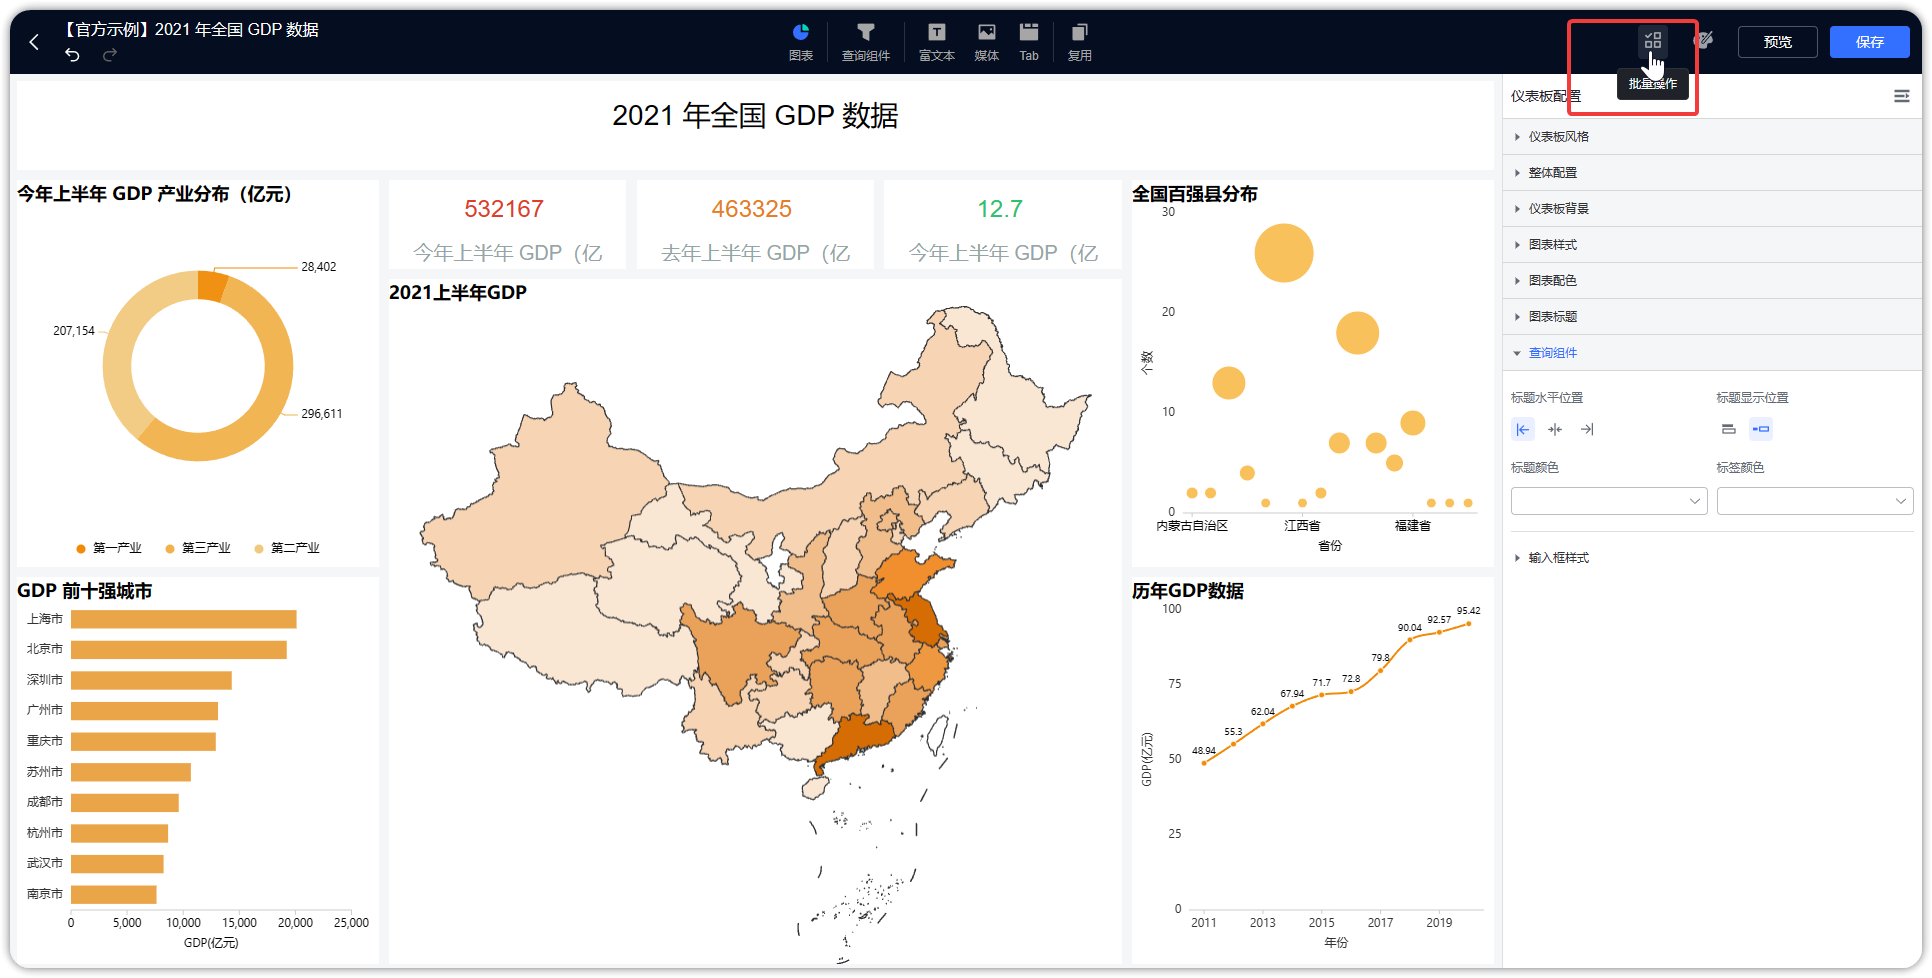 【官方示例】2021 年全国 GDP 数据
图表
查询组件
富文本
媒体
Tab
复用
预览
保存
批量操作
2021 年全国 GDP 数据
今年上半年 GDP 产业分布（亿元）
28,402
207,154
296,611
第一产业
第三产业
第二产业
532167
今年上半年 GDP（亿
463325
去年上半年 GDP（亿
12.7
今年上半年 GDP（亿
2021上半年GDP
全国百强县分布
30
20
10
0
个数
内蒙古自治区
江西省
福建省
省份
GDP 前十强城市
上海市
北京市
深圳市
广州市
重庆市
苏州市
成都市
杭州市
武汉市
南京市
0
5,000
10,000
15,000
20,000
25,000
GDP(亿元)
历年GDP数据
100
75
50
25
0
GDP(亿元)
48.94
55.3
62.04
67.94
71.7
72.8
79.8
90.04
92.57
95.42
2011
2013
2015
2017
2019
年份
仪表板配置
仪表板风格
整体配置
仪表板背景
图表样式
图表配色
图表标题
查询组件
标题水平位置
标题显示位置
标题颜色
标签颜色
输入框样式